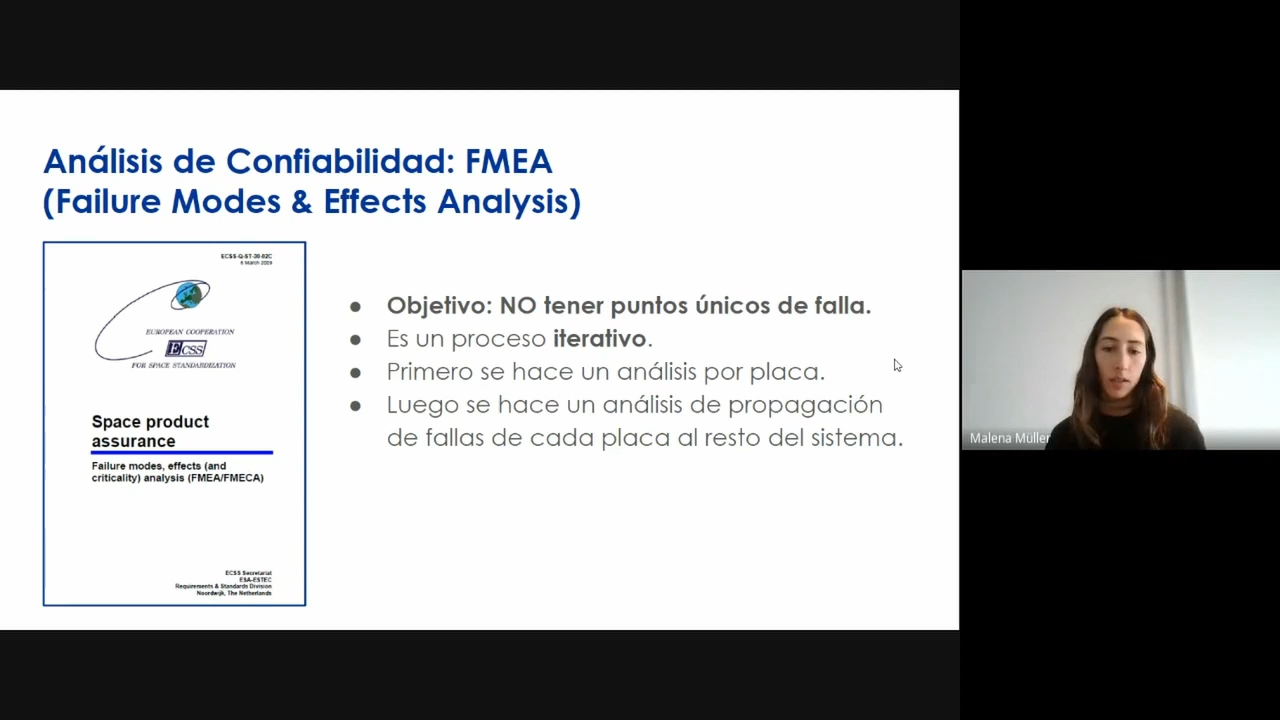 Análisis de Confiabilidad: FMEA
(Failure Modes & Effects Analysis)
ECSS-Q-ST-30-02C
6 March 2009
EUROPEAN COOPERATION
ECSS
FOR SPACE STANDARDIZATION
Space product
assurance
Failure modes, effects (and
criticality) analysis (FMEA/FMECA)
ECSS Secretariat
ESA-ESTEC
Requirements & Standards Division
Noordwijk, The Netherlands
● Objetivo: NO tener puntos únicos de falla.
● Es un proceso iterativo.
● Primero se hace un análisis por placa.
● Luego se hace un análisis de propagación
de fallas de cada placa al resto del sistema.
Malena Müller